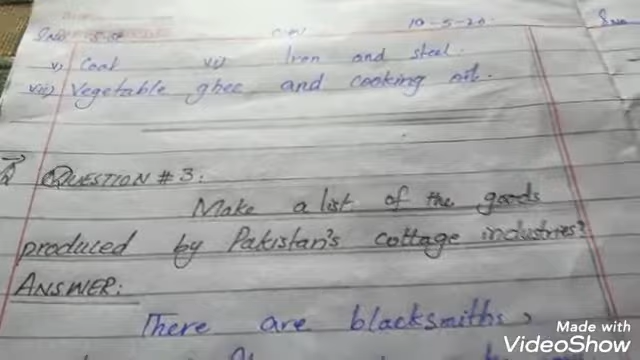 10-5-20.
v) Coal vi) Iron and steel.
vii) Vegetable ghee and cooking oil.
QUESTION # 3:
Make a list of the goods
produced by Pakistan's cottage industries?
ANSWER:
There are blacksmiths,
Made with
VideoShow